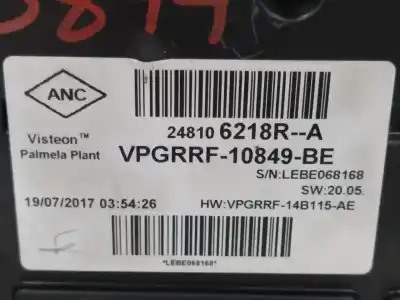 ANC
24810 6218R--A
Visteon™
Palmela Plant
VPGRRF-10849-BE
S/N:LEBE068168
SW:20.05.
19/07/2017 03:54:26
HW:VPGRRF-14B115-AE
*LEBE068168*